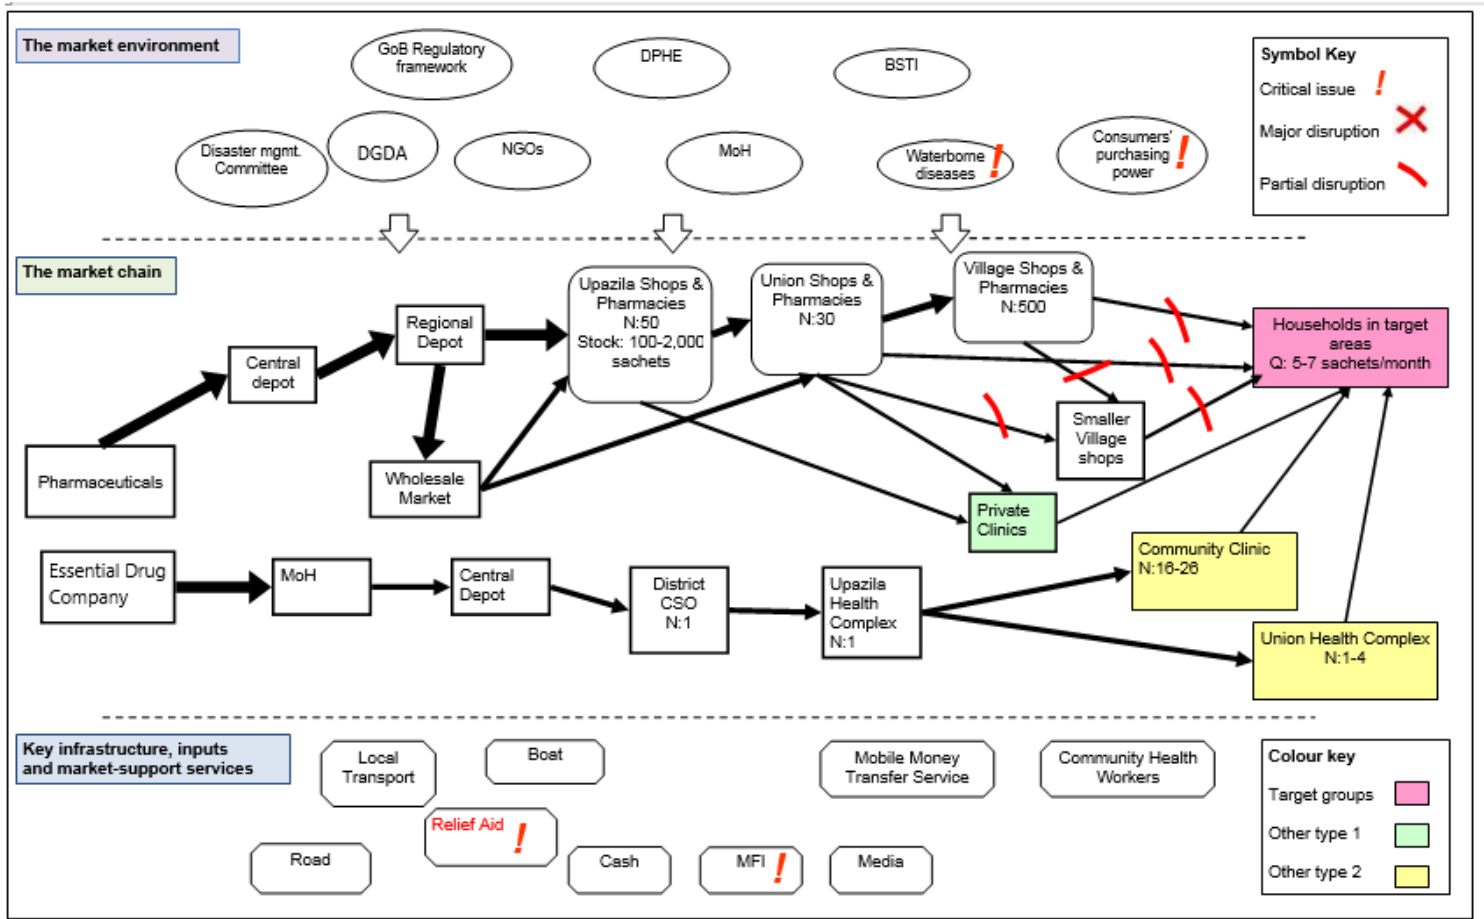 The market environment
GoB Regulatory
framework
DPHE
BSTI
Disaster mgmt.
Committee
DGDA
NGOs
MoH
Waterborne
diseases
!
Consumers'
purchasing
power
!
Symbol Key
Critical issue !
Major disruption
Partial disruption
The market chain
Pharmaceuticals
Central
depot
Regional
Depot
Wholesale
Market
Upazila Shops &
Pharmacies
N:50
Stock: 100-2,000
sachets
Union Shops &
Pharmacies
N:30
Village Shops &
Pharmacies
N:500
Smaller
Village
shops
Private
Clinics
Households in target
areas
Q: 5-7 sachets/month
Essential Drug
Company
MoH
Central
Depot
District
CSO
N:1
Upazila
Health
Complex
N:1
Community Clinic
N:16-26
Union Health Complex
N:1-4
Key infrastructure, inputs
and market-support services
Local
Transport
Boat
Mobile Money
Transfer Service
Community Health
Workers
Relief Aid !
Road
Cash
MFI !
Media
Colour key
Target groups
Other type 1
Other type 2